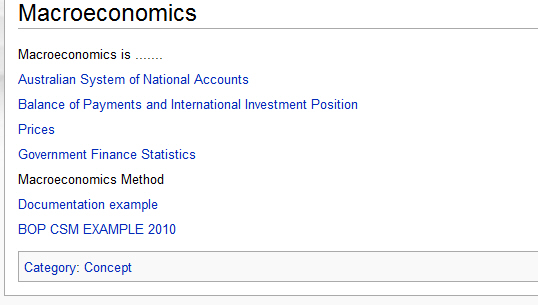 Macroeconomics
Macroeconomics is .......
Australian System of National Accounts
Balance of Payments and International Investment Position
Prices
Government Finance Statistics
Macroeconomics Method
Documentation example
BOP CSM EXAMPLE 2010
Category: Concept